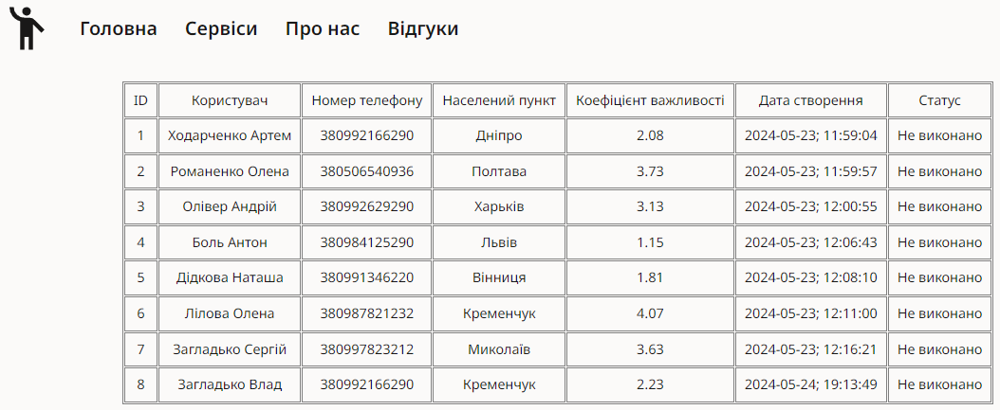 Головна Сервіси Про нас Відгуки
ID Користувач Номер телефону Населений пункт Коефіцієнт важливості Дата створення Статус
1 Ходарченко Артем 380992166290 Дніпро 2.08 2024-05-23; 11:59:04 Не виконано
2 Романенко Олена 380506540936 Полтава 3.73 2024-05-23; 11:59:57 Не виконано
3 Олівер Андрій 380992629290 Харьків 3.13 2024-05-23; 12:00:55 Не виконано
4 Боль Антон 380984125290 Львів 1.15 2024-05-23; 12:06:43 Не виконано
5 Дідкова Наташа 380991346220 Вінниця 1.81 2024-05-23; 12:08:10 Не виконано
6 Лілова Олена 380987821232 Кременчук 4.07 2024-05-23; 12:11:00 Не виконано
7 Загладько Сергій 380997823212 Миколаїв 3.63 2024-05-23; 12:16:21 Не виконано
8 Загладько Влад 380992166290 Кременчук 2.23 2024-05-24; 19:13:49 Не виконано